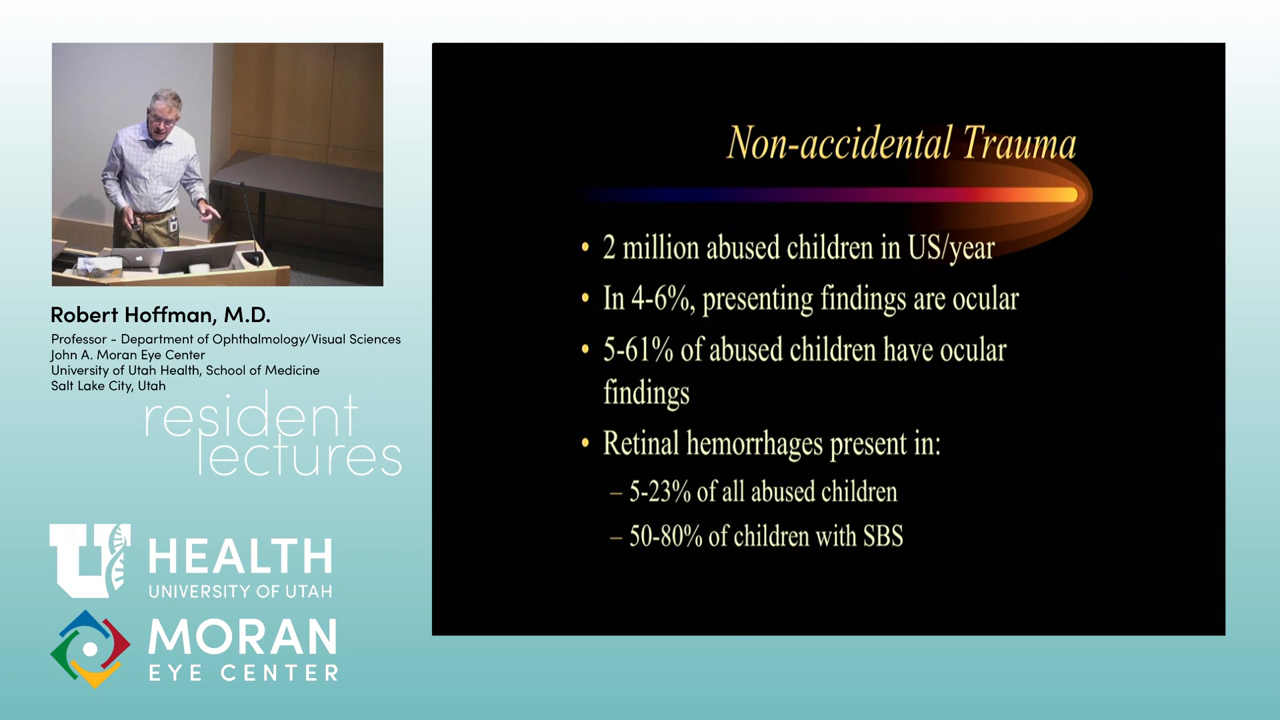 Robert Hoffman, M.D.
Professor - Department of Ophthalmology/Visual Sciences
John A. Moran Eye Center
University of Utah Health, School of Medicine
Salt Lake City, Utah
resident
lectures
U HEALTH
UNIVERSITY OF UTAH
MORAN
EYE CENTER
Non-accidental Trauma
• 2 million abused children in US/year
• In 4-6%, presenting findings are ocular
• 5-61% of abused children have ocular
findings
• Retinal hemorrhages present in:
– 5-23% of all abused children
– 50-80% of children with SBS